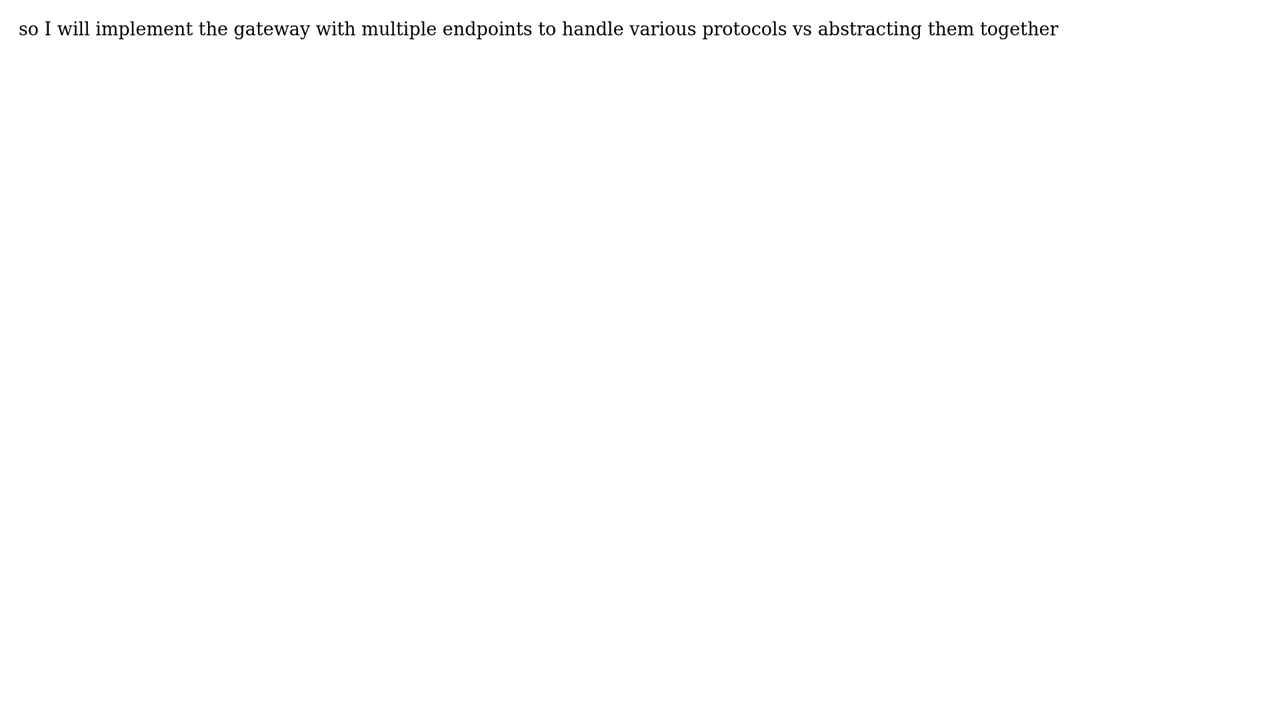 so I will implement the gateway with multiple endpoints to handle various protocols vs abstracting them together